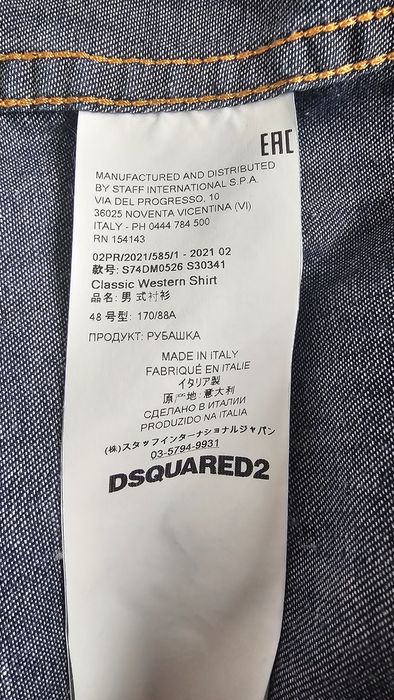 EAC
MANUFACTURED AND DISTRIBUTED
BY STAFF INTERNATIONAL S.P.A.
VIA DEL PROGRESSO, 10
36025 NOVENTA VICENTINA (VI)
ITALY - PH 0444 784 500
RN 154143
02PR/2021/585/1 - 2021 02
款号: S74DM0526 S30341
Classic Western Shirt
品名: 男式衬衫
48 号型: 170/88A
ПРОДУКТ: РУБАШКА
MADE IN ITALY
FABRIQUÉ EN ITALIE
イタリア製
原产地:意大利
СДЕЛАНО В ИТАЛИИ
PRODUZIDO NA ITALIA
(株)スタッフインターナショナルジャパン
03-5794-9931
DSQUARED2